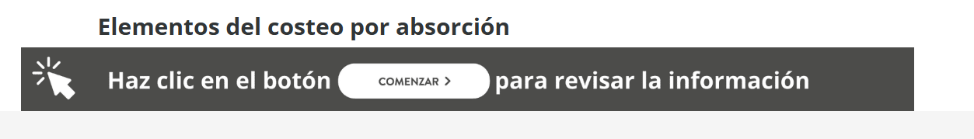 Elementos del costeo por absorción
Haz clic en el botón COMENZAR para revisar la información